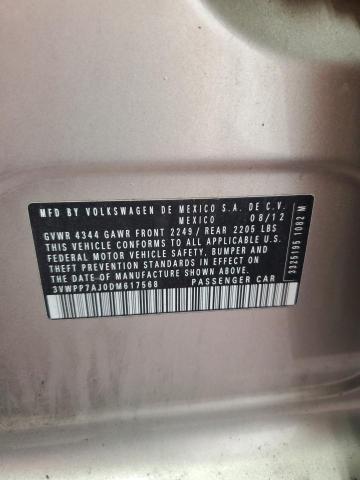 MFD BY VOLKSWAGEN DE MEXICO S.A. DE C.V.
MEXICO 08/12
GVWR 4344 GAWR FRONT 2249 / REAR 2205 LBS
THIS VEHICLE CONFORMS TO ALL APPLICABLE U.S.
FEDERAL MOTOR VEHICLE SAFETY, BUMPER AND
THEFT PREVENTION STANDARDS IN EFFECT ON
THE DATE OF MANUFACTURE SHOWN ABOVE
3VWPP7AJ0DM617568 PASSENGER CAR
3325195 1082 M